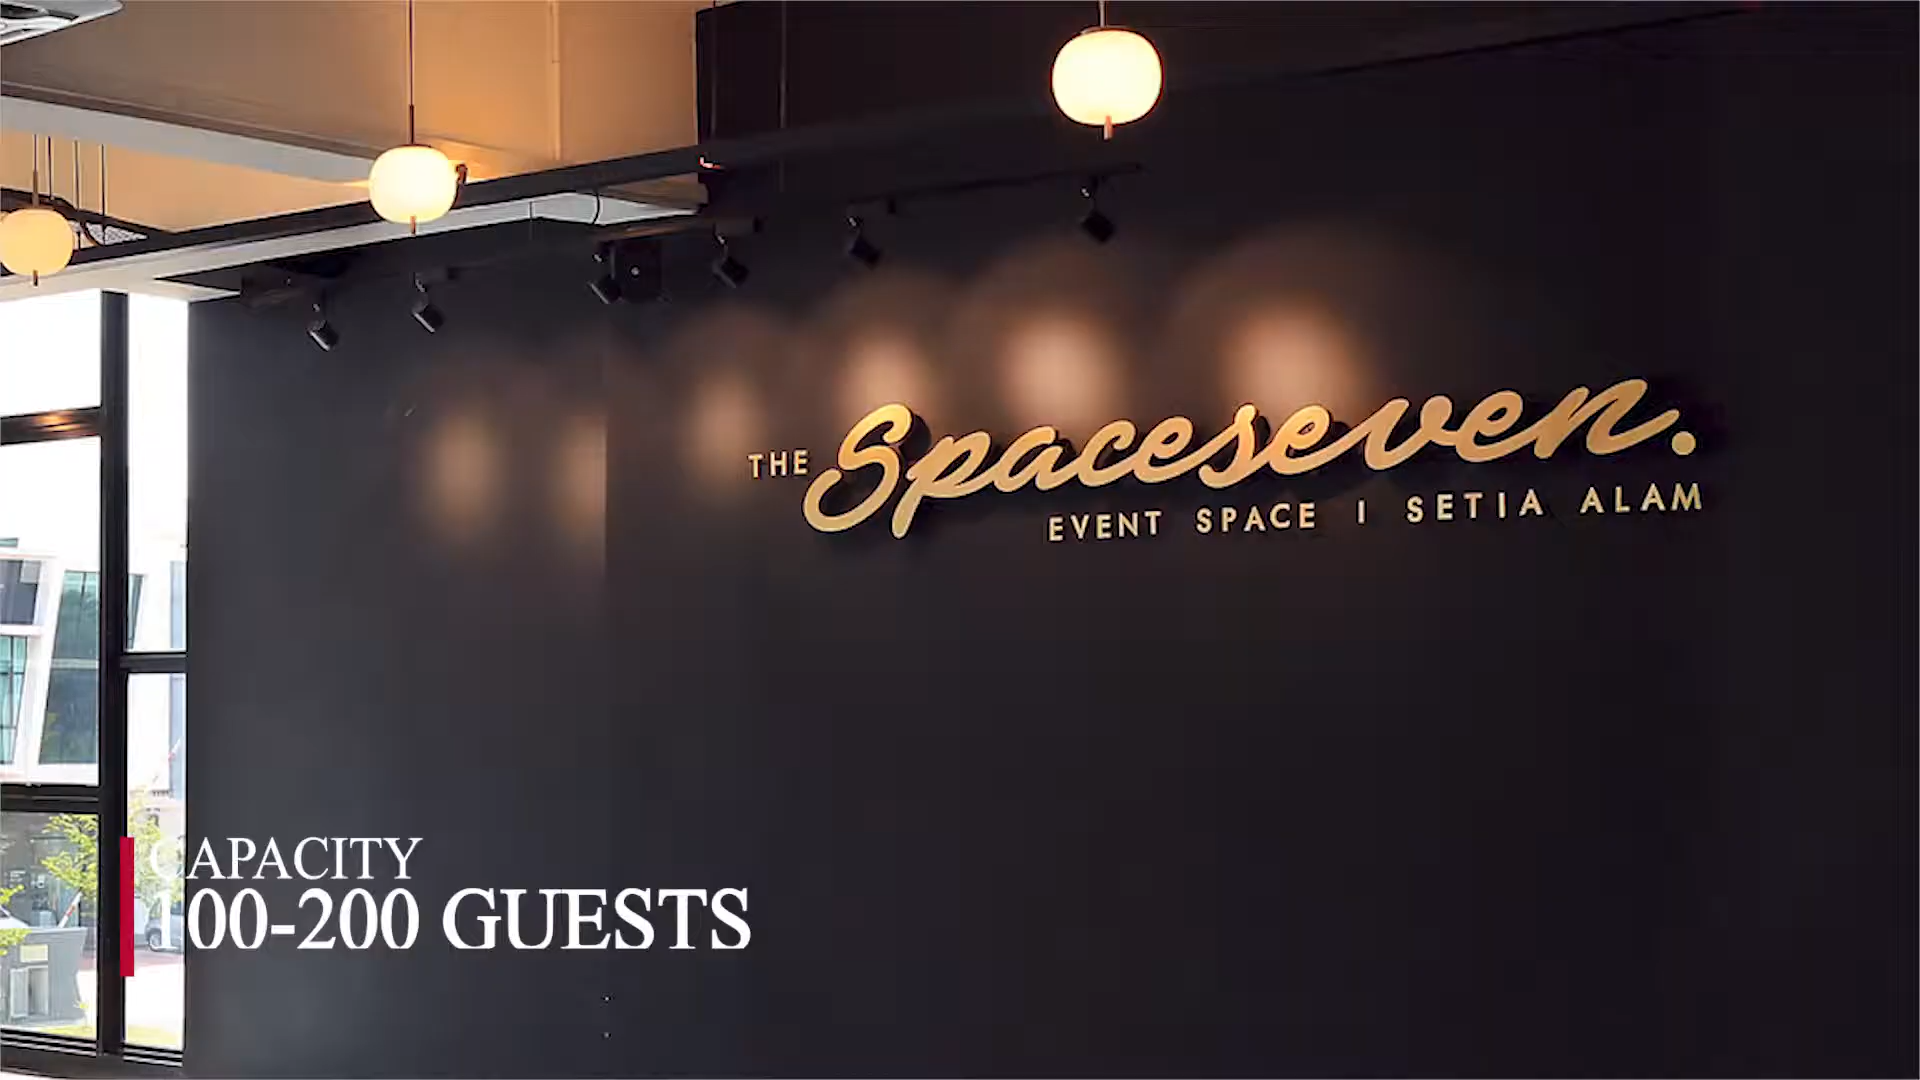 THE Spaceseven.
EVENT SPACE | SETIA ALAM
CAPACITY
100-200 GUESTS